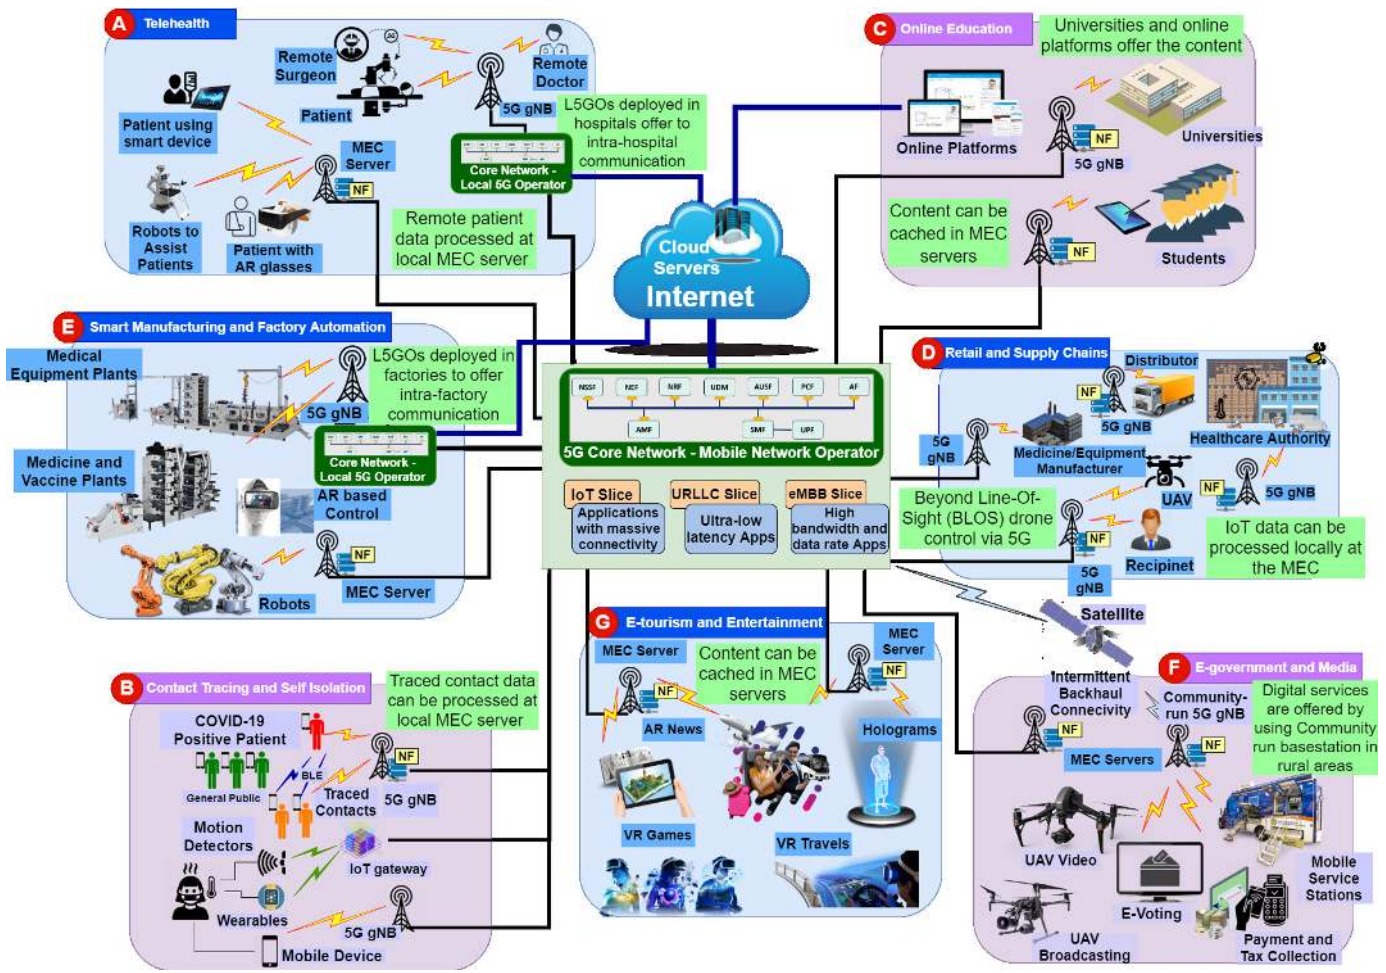 A Telehealth
Remote
Surgeon
5G
Remote
Doctor
Patient using
smart device
Patient
5G gNB
L5GOs deployed in
hospitals offer to
intra-hospital
communication
MEC
Server
NF
Core Network -
Local 5G Operator
Robots to
Assist
Patients
Patient with
AR glasses
Remote patient
data processed at
local MEC server
C Online Education
Universities and online
platforms offer the content
Online Platforms
NF
5G gNB
Universities
Content can be
cached in MEC
servers
NF
Students
Cloud
Servers
Internet
E Smart Manufacturing and Factory Automation
Medical
Equipment Plants
L5GOs deployed in
factories to offer
intra-factory
communication
5G gNB
Core Network -
Local 5G Operator
Medicine and
Vaccine Plants
AR based
Control
NF
Robots
MEC Server
NSSF NEF NRF UDM AUSF PCF AF
AMF SMF UPF
5G Core Network - Mobile Network Operator
IoT Slice
Applications
with massive
connectivity
URLLC Slice
Ultra-low
latency Apps
eMBB Slice
High
bandwidth and
data rate Apps
D Retail and Supply Chains
Distributor
NF
5G gNB
5G
gNB
Medicine/Equipment
Manufacturer
Healthcare Authority
Beyond Line-Of-
Sight (BLOS) drone
control via 5G
UAV
NF
5G gNB
5G
gNB
Recipinet
IoT data can be
processed locally at
the MEC
Satellite
B Contact Tracing and Self Isolation
Traced contact data
can be processed at
local MEC server
COVID-19
Positive Patient
NF
General Public
BLE
Traced
Contacts
5G gNB
Motion
Detectors
IoT gateway
Wearables
5G gNB
Mobile Device
G E-tourism and Entertainment
MEC Server
NF
Content can be
cached in MEC
servers
MEC
Server
NF
AR News
Holograms
VR Games
VR Travels
F E-government and Media
Intermittent
Backhaul
Connectivity
Community-
run 5G gNB
Digital services
are offered by
using Community
run basestation in
rural areas
NF
MEC Servers
NF
UAV Video
E-Voting
Mobile
Service
Stations
UAV
Broadcasting
Payment and
Tax Collection